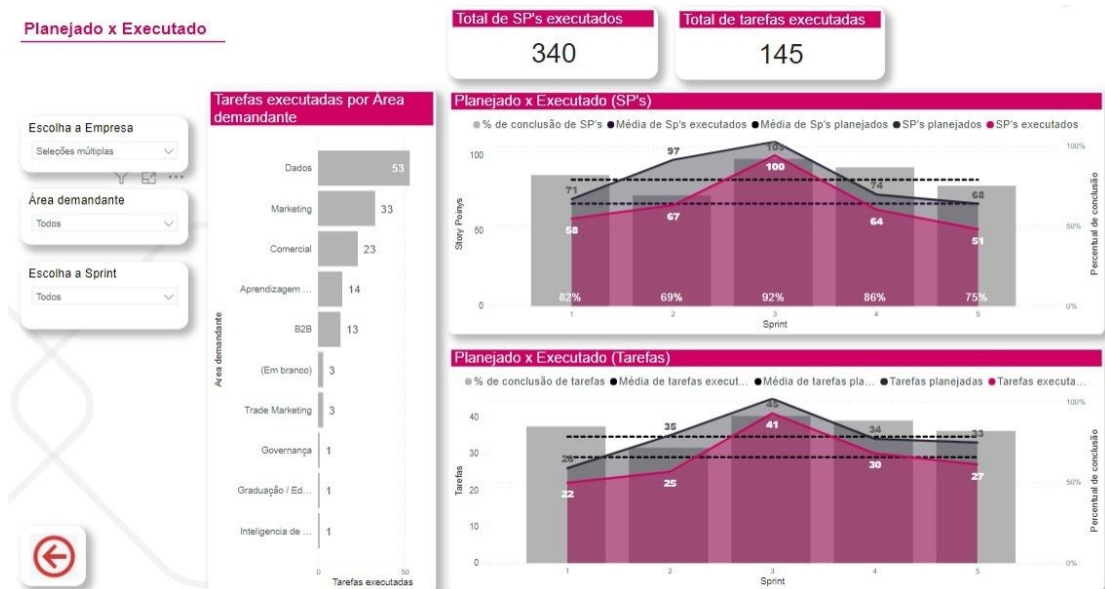 Planejado x Executado
Total de SP's executados
340
Total de tarefas executadas
145
Escolha a Empresa
Seleções múltiplas
Área demandante
Todos
Escolha a Sprint
Todos
Tarefas executadas por Área
demandante
Área demandante
Dados
53
Marketing
33
Comercial
23
Aprendizagem ...
14
B2B
13
(Em branco)
3
Trade Marketing
3
Governança
1
Graduação / Ed...
1
Inteligencia de ...
1
0
50
Tarefas executadas
Planejado x Executado (SP's)
% de conclusão de SP's
Média de Sp's executados
Média de Sp's planejados
SP's planejados
SP's executados
Story Poinys
100
50
0
71
97
109
74
68
58
67
100
64
51
82%
69%
92%
86%
75%
1
2
3
4
5
Sprint
100%
50%
0%
Percentual de conclusão
Planejado x Executado (Tarefas)
% de conclusão de tarefas
Média de tarefas execut...
Média de tarefas pla...
Tarefas planejadas
Tarefas executa...
Tarefas
40
30
20
10
0
26
35
45
34
33
22
25
41
30
27
1
2
3
4
5
Sprint
100%
50%
0%
Percentual de conclusão